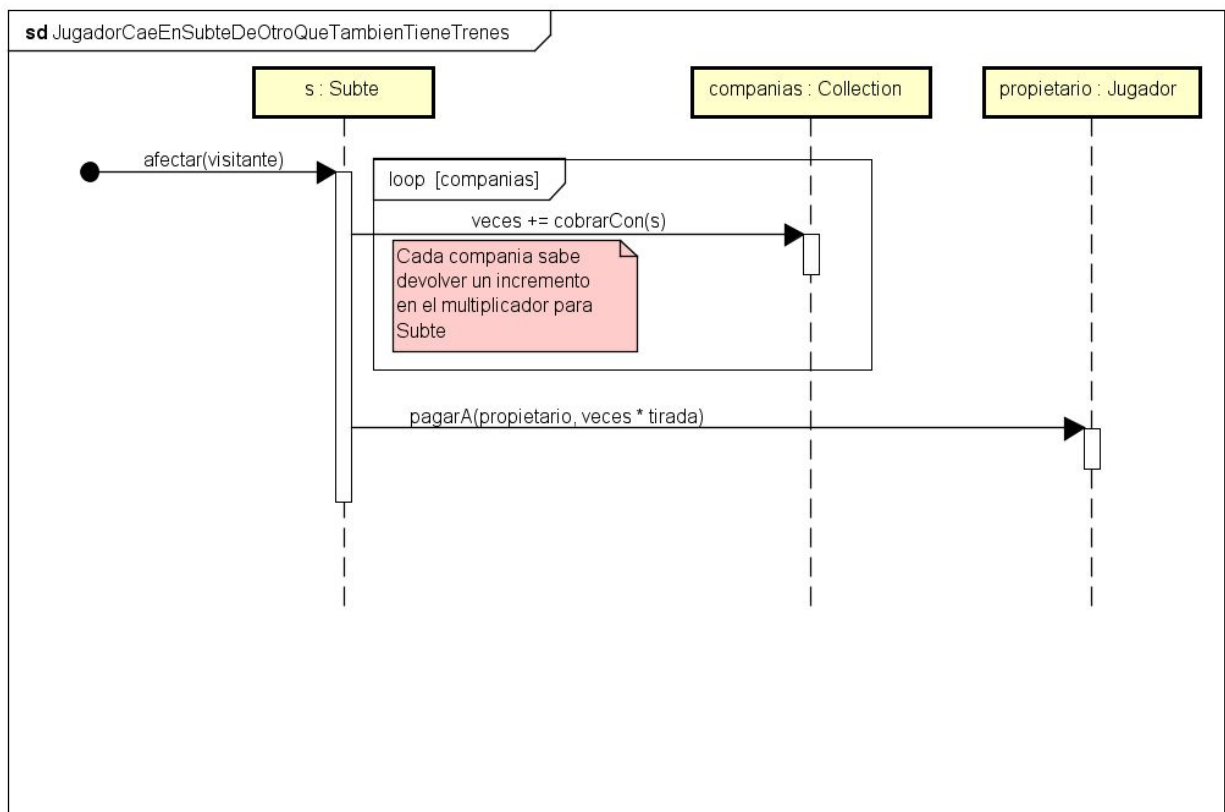 sd JugadorCaeEnSubteDeOtroQueTambienTieneTrenes
s : Subte
companias : Collection
propietario : Jugador
afectar(visitante)
loop [companias]
veces += cobrarCon(s)
Cada compania sabe
devolver un incremento
en el multiplicador para
Subte
pagarA(propietario, veces * tirada)